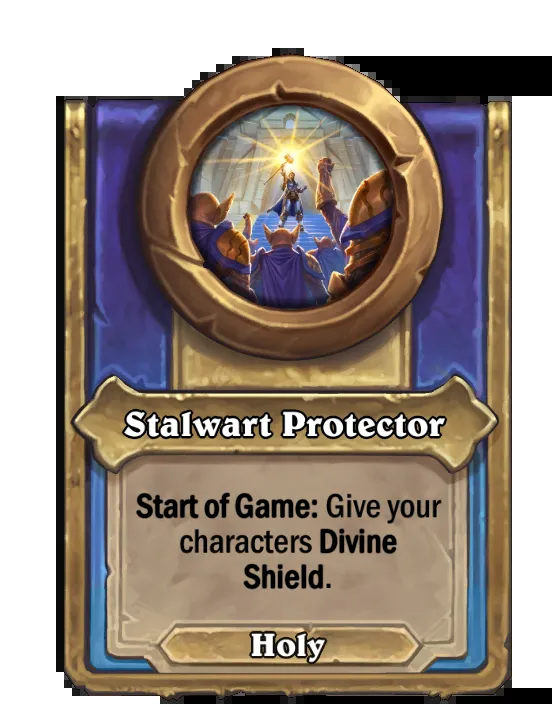 Stalwart Protector
Start of Game: Give your
characters Divine
Shield.
Holy